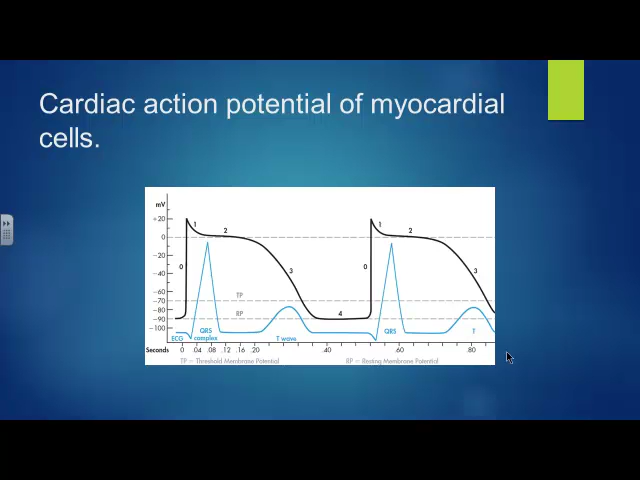 Cardiac action potential of myocardial
cells.
mV
+20
0
−20
−40
−60
−70
−80
−90
−100
0
1
2
3
4
0
1
2
3
TP
RP
ECG
QRS
complex
T wave
QRS
T
Seconds 0 .04 .08 .12 .16 .20 .40 .60 .80
TP = Threshold Membrane Potential RP = Resting Membrane Potential